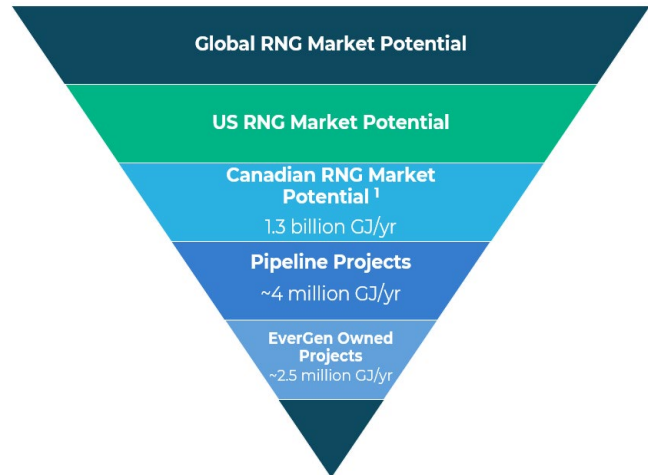 Global RNG Market Potential
US RNG Market Potential
Canadian RNG Market
Potential ¹
1.3 billion GJ/yr
Pipeline Projects
~4 million GJ/yr
EverGen Owned
Projects
~2.5 million GJ/yr